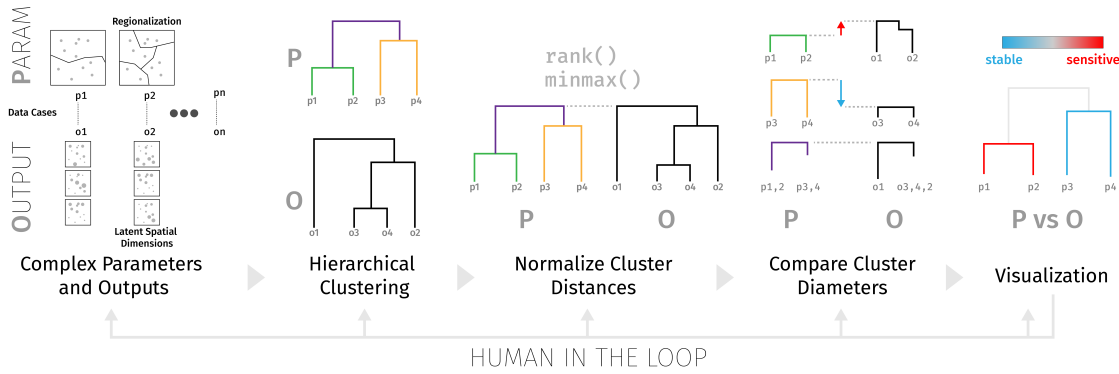 PARAM
Regionalization
p1
p2
pn
Data Cases
o1
o2
on
OUTPUT
Latent Spatial
Dimensions
Complex Parameters
and Outputs
P
p1 p2 p3 p4
O
o1 o3 o4 o2
Hierarchical
Clustering
rank()
minmax()
p1 p2 p3 p4
o1 o3 o4 o2
P O
Normalize Cluster
Distances
p1 p2 o1 o2
p3 p4 o3 o4
p1,2 p3,4 o1 o3,4,2
P O
Compare Cluster
Diameters
stable sensitive
p1 p2 p3 p4
P vs O
Visualization
HUMAN IN THE LOOP